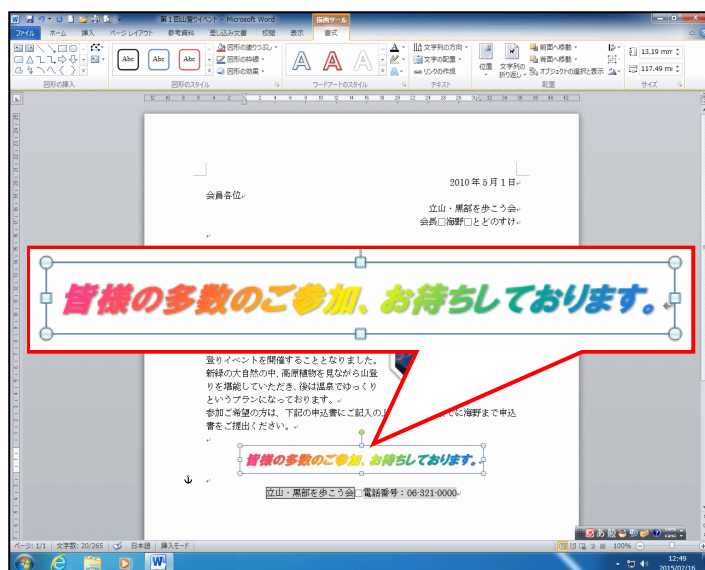 第1回山登りイベント - Microsoft Word
描画ツール
ファイル ホーム 挿入 ページ レイアウト 参考資料 差し込み文書 校閲 表示 書式
Abc Abc Abc
図形の塗りつぶし
図形の枠線
図形の効果
A A A
文字列の方向
文字の配置
リンクの作成
位置
文字列の折り返し
前面へ移動
背面へ移動
オブジェクトの選択と表示
13.19 mm
117.49 mm
図形の挿入 図形のスタイル ワードアートのスタイル テキスト 配置 サイズ
2010年5月1日
会員各位
立山・黒部を歩こう会
会長□海野□ととのすけ
皆様の多数のご参加、お待ちしております。
登りイベントを開催することとなりました。
新緑の大自然の中、高原植物を見ながら山登
りを堪能していただき、後は温泉でゆっくり
というプランになっております。
参加ご希望の方は、下記の申込書にご記入の上
でに海野まで申込
書をご提出ください。
皆様の多数のご参加、お待ちしております。
立山・黒部を歩こう会□電話番号：06-321-0000
ページ: 1/1 文字数: 20/265 日本語 挿入モード
100%
あ 般
12:49
2015/02/16